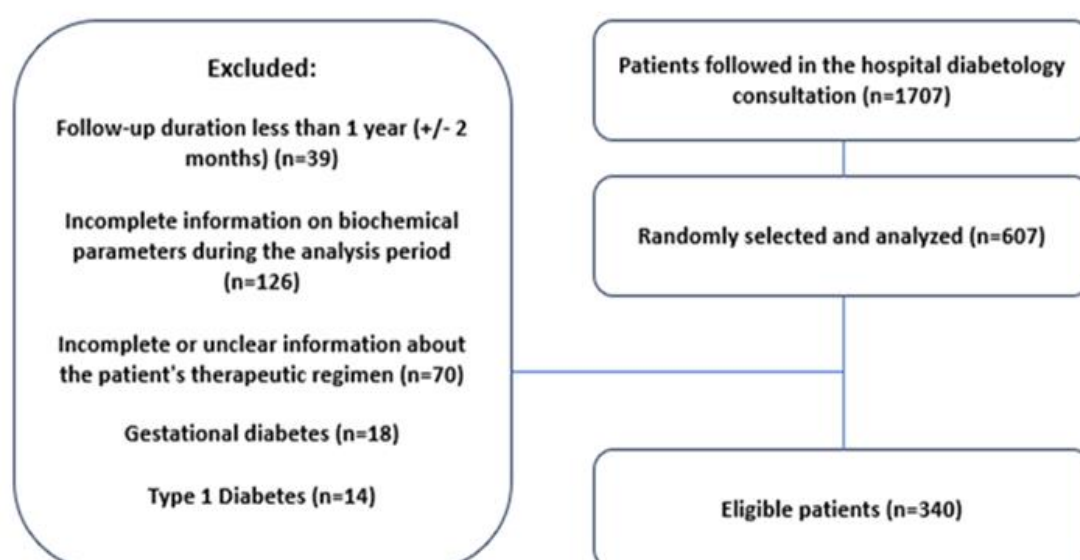 Excluded:
Follow-up duration less than 1 year (+/- 2
months) (n=39)
Incomplete information on biochemical
parameters during the analysis period
(n=126)
Incomplete or unclear information about
the patient's therapeutic regimen (n=70)
Gestational diabetes (n=18)
Type 1 Diabetes (n=14)
Patients followed in the hospital diabetology
consultation (n=1707)
Randomly selected and analyzed (n=607)
Eligible patients (n=340)